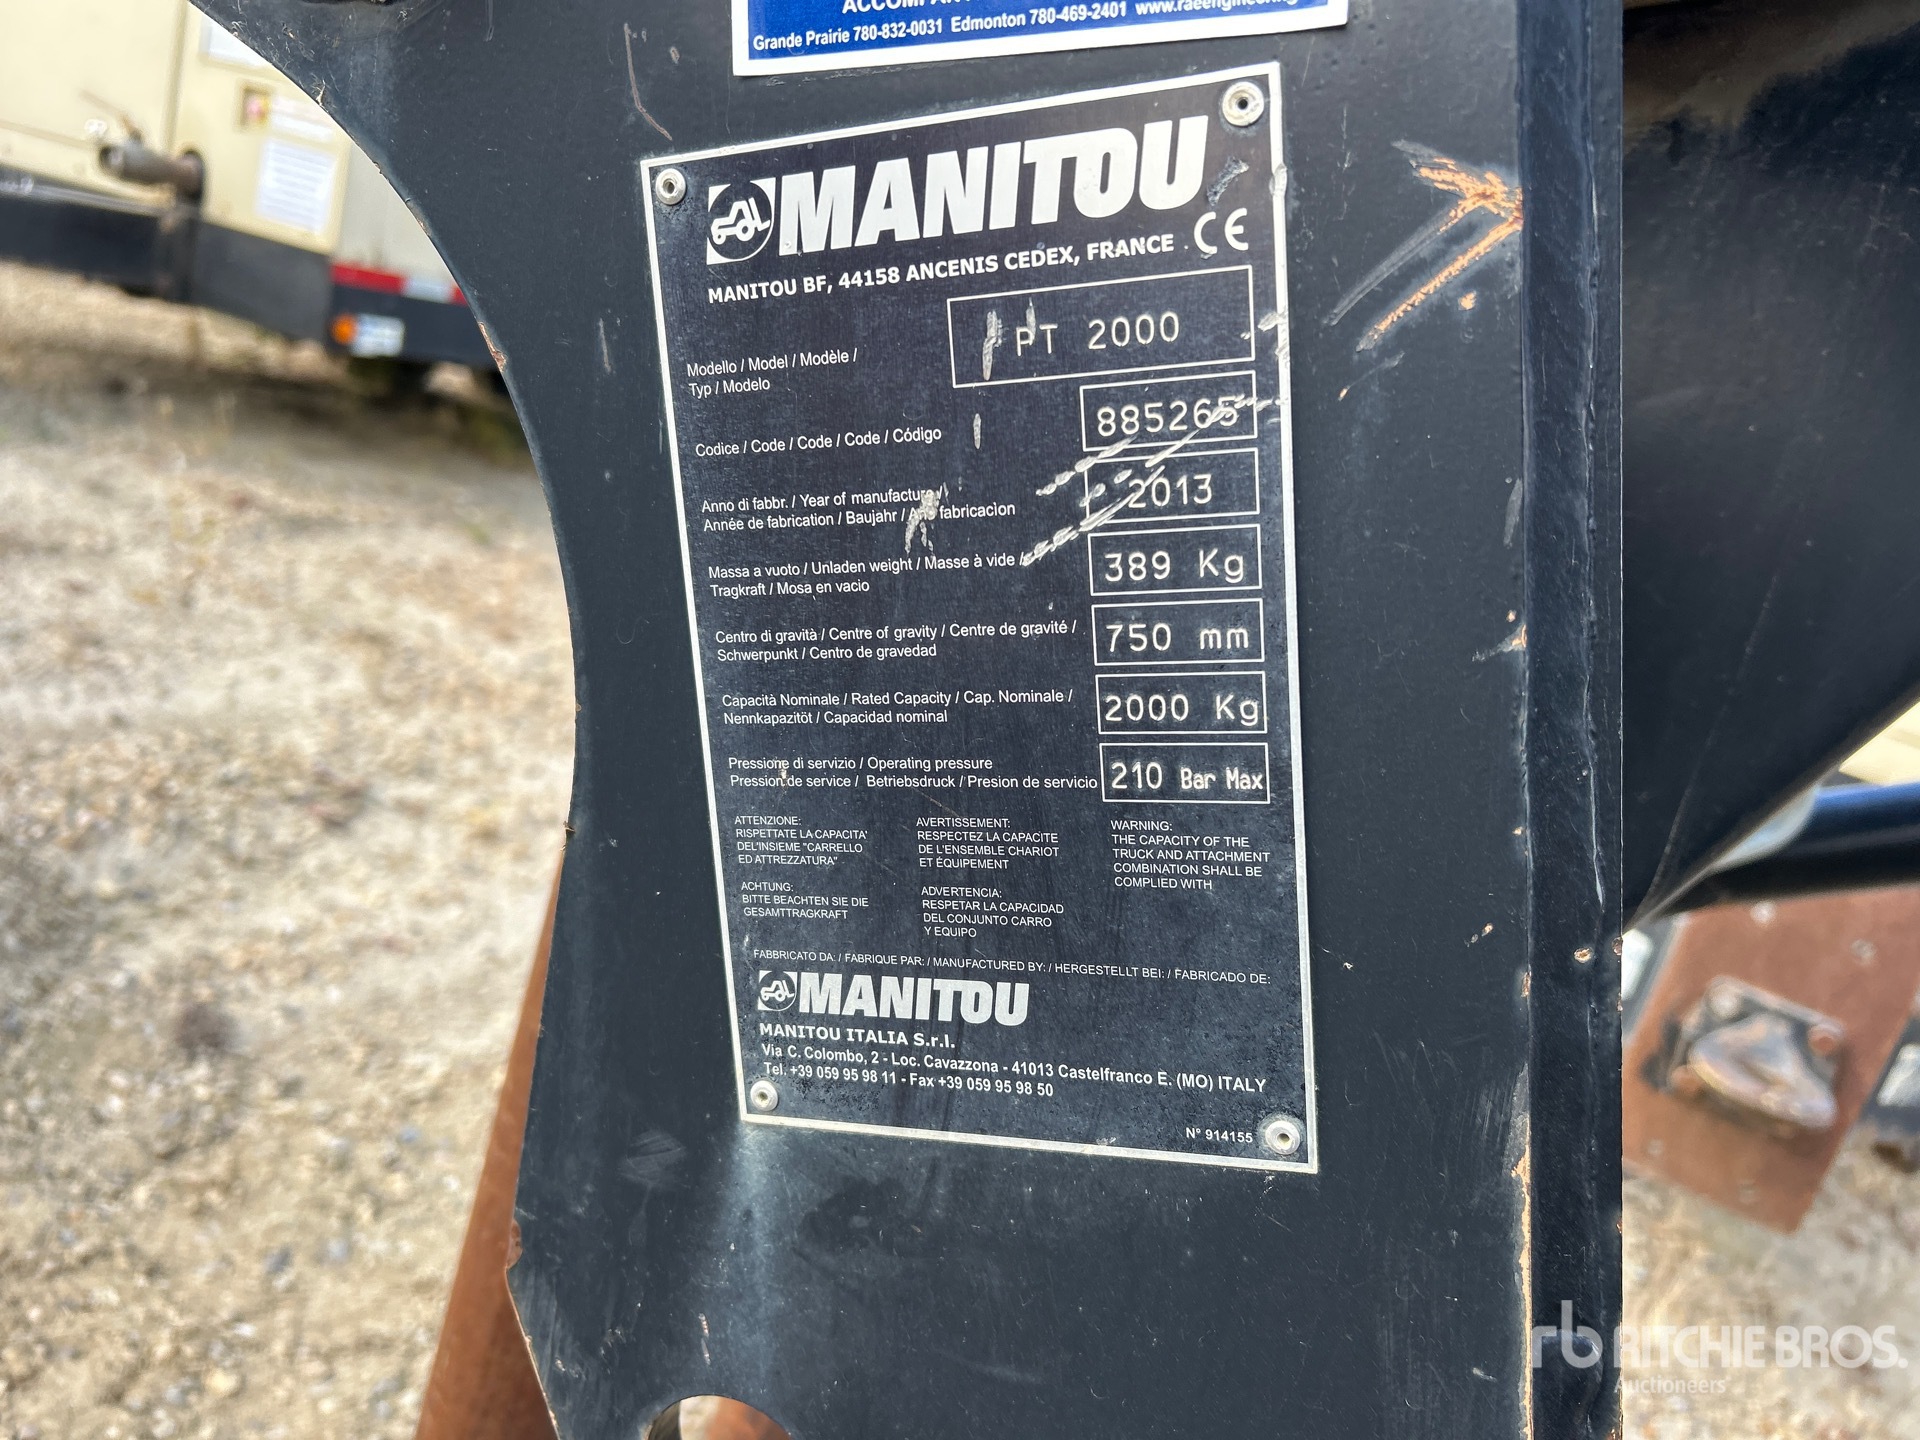 Grande Prairie 780-832-0031 Edmonton 780-469-2401 www.raeengineering
MANITOU
MANITOU BF, 44158 ANCENIS CEDEX, FRANCE
CE
Modello / Model / Modèle /
Typ / Modelo
PT 2000
Codice / Code / Code / Code / Código
885265
Anno di fabbr. / Year of manufacture /
Année de fabrication / Baujahr / fabricacion
2013
Massa a vuoto / Unladen weight / Masse à vide /
Tragkraft / Mosa en vacio
389 Kg
Centro di gravità / Centre of gravity / Centre de gravité /
Schwerpunkt / Centro de gravedad
750 mm
Capacità Nominale / Rated Capacity / Cap. Nominale /
Nennkapazitöt / Capacidad nominal
2000 Kg
Pressione di servizio / Operating pressure
Pression de service / Betriebsdruck / Presion de servicio
210 Bar Max
ATTENZIONE:
RISPETTATE LA CAPACITA'
DEL'INSIEME "CARRELLO
ED ATTREZZATURA"
AVERTISSEMENT:
RESPECTEZ LA CAPACITE
DE L'ENSEMBLE CHARIOT
ET ÉQUIPEMENT
WARNING:
THE CAPACITY OF THE
TRUCK AND ATTACHMENT
COMBINATION SHALL BE
COMPLIED WITH
ACHTUNG:
BITTE BEACHTEN SIE DIE
GESAMTTRAGKRAFT
ADVERTENCIA:
RESPETAR LA CAPACIDAD
DEL CONJUNTO CARRO
Y EQUIPO
FABBRICATO DA: / FABRIQUE PAR: / MANUFACTURED BY: / HERGESTELLT BEI: / FABRICADO DE:
MANITOU
MANITOU ITALIA S.r.l.
Via C. Colombo, 2 - Loc. Cavazzona - 41013 Castelfranco E. (MO) ITALY
Tel. +39 059 95 98 11 - Fax +39 059 95 98 50
N° 914155
rb RITCHIE BROS.
Auctioneers